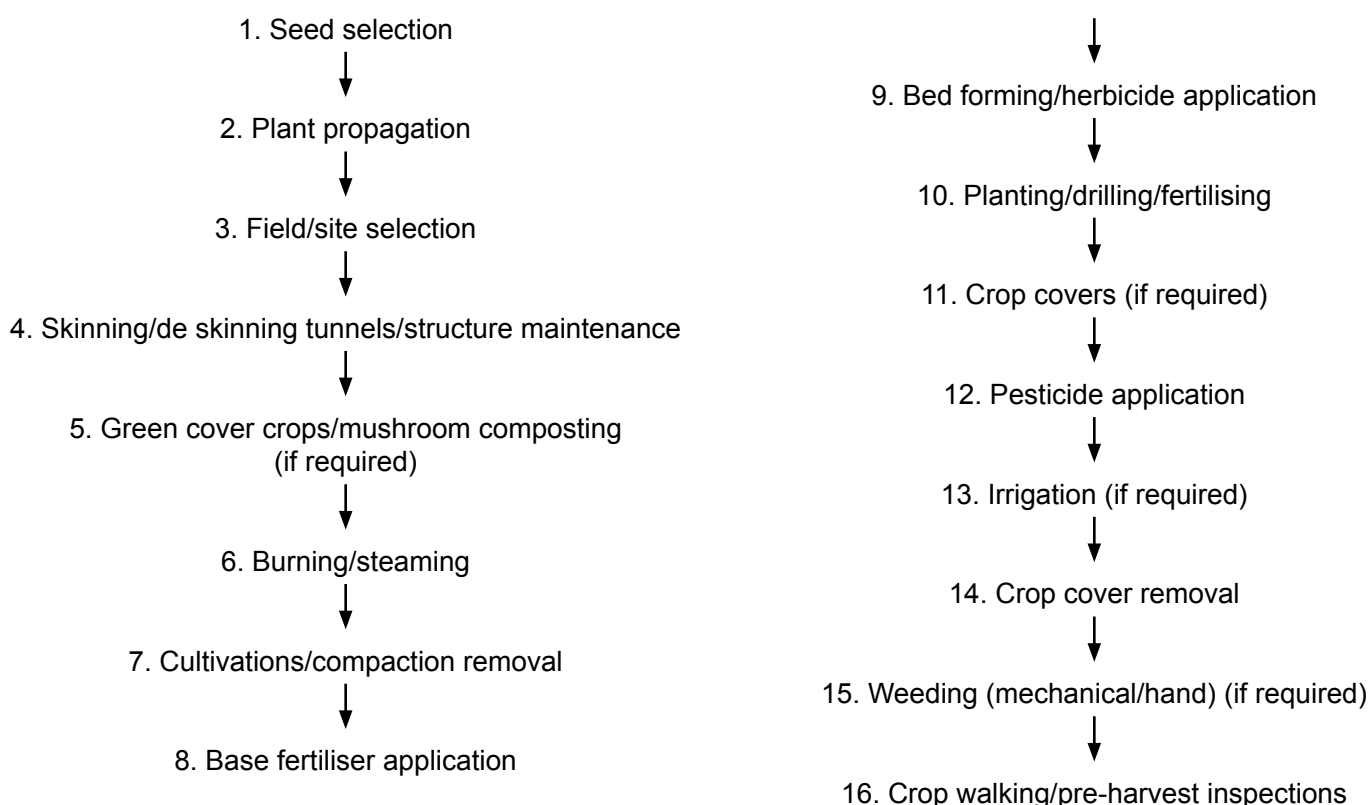 1. Seed selection
2. Plant propagation
3. Field/site selection
4. Skinning/de skinning tunnels/structure maintenance
5. Green cover crops/mushroom composting
(if required)
6. Burning/steaming
7. Cultivations/compaction removal
8. Base fertiliser application
9. Bed forming/herbicide application
10. Planting/drilling/fertilising
11. Crop covers (if required)
12. Pesticide application
13. Irrigation (if required)
14. Crop cover removal
15. Weeding (mechanical/hand) (if required)
16. Crop walking/pre-harvest inspections